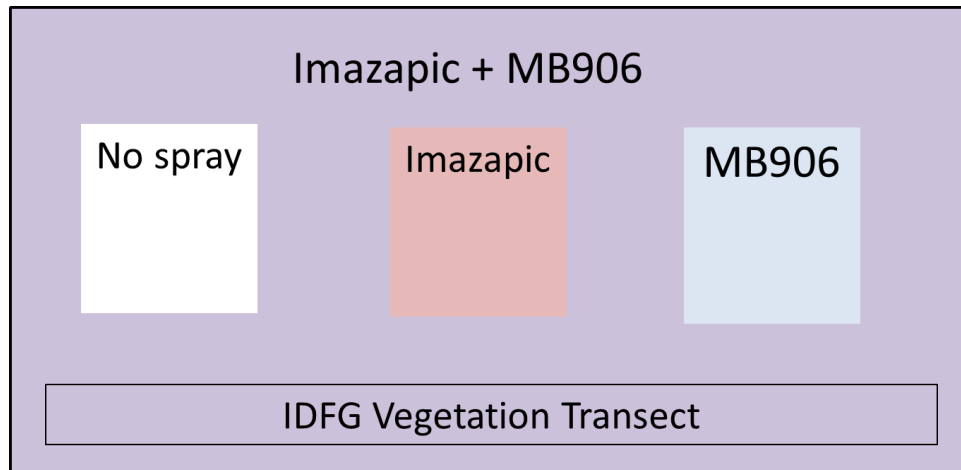 Imazapic + MB906
No spray
Imazapic
MB906
IDFG Vegetation Transect